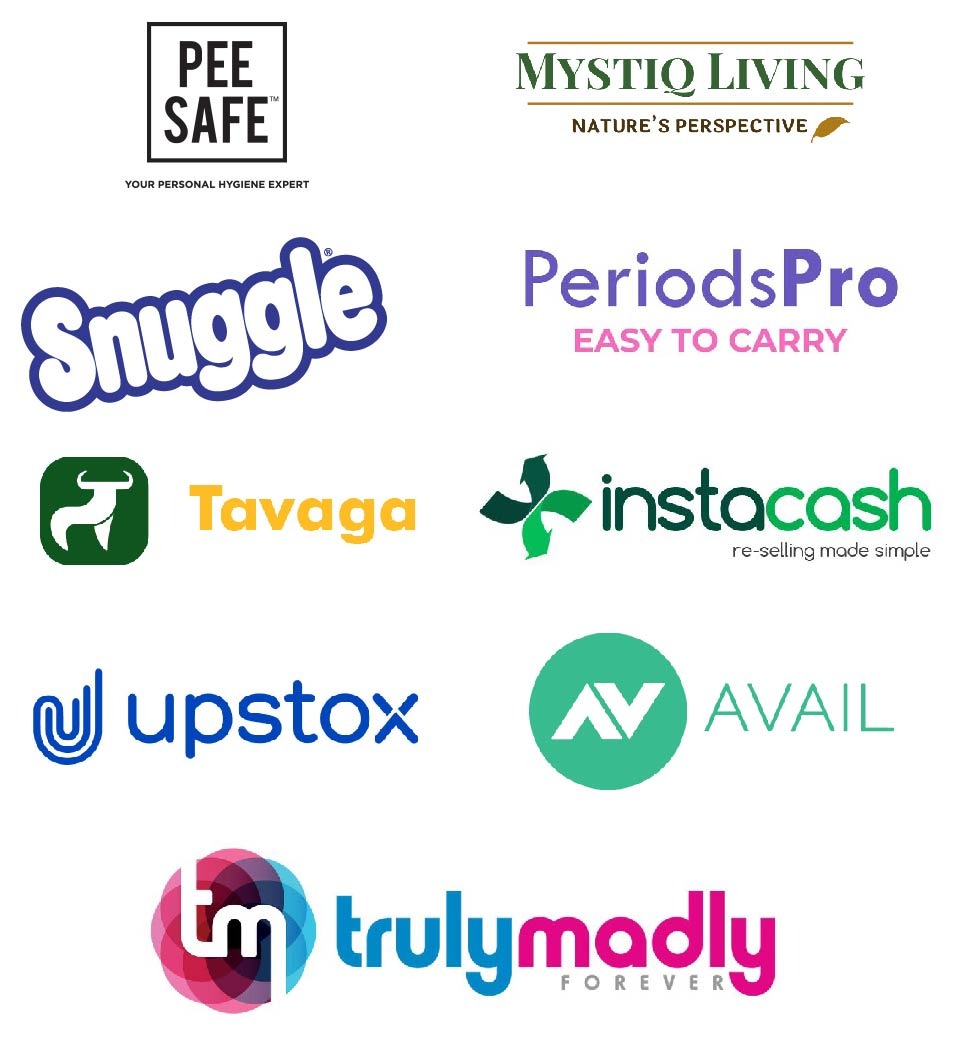 PEE
SAFE™
YOUR PERSONAL HYGIENE EXPERT
MYSTIQ LIVING
NATURE'S PERSPECTIVE
Snuggle®
PeriodsPro
EASY TO CARRY
Tavaga
instacash
re-selling made simple
upstox
AV AVAIL
tm trulymadly
FOREVER